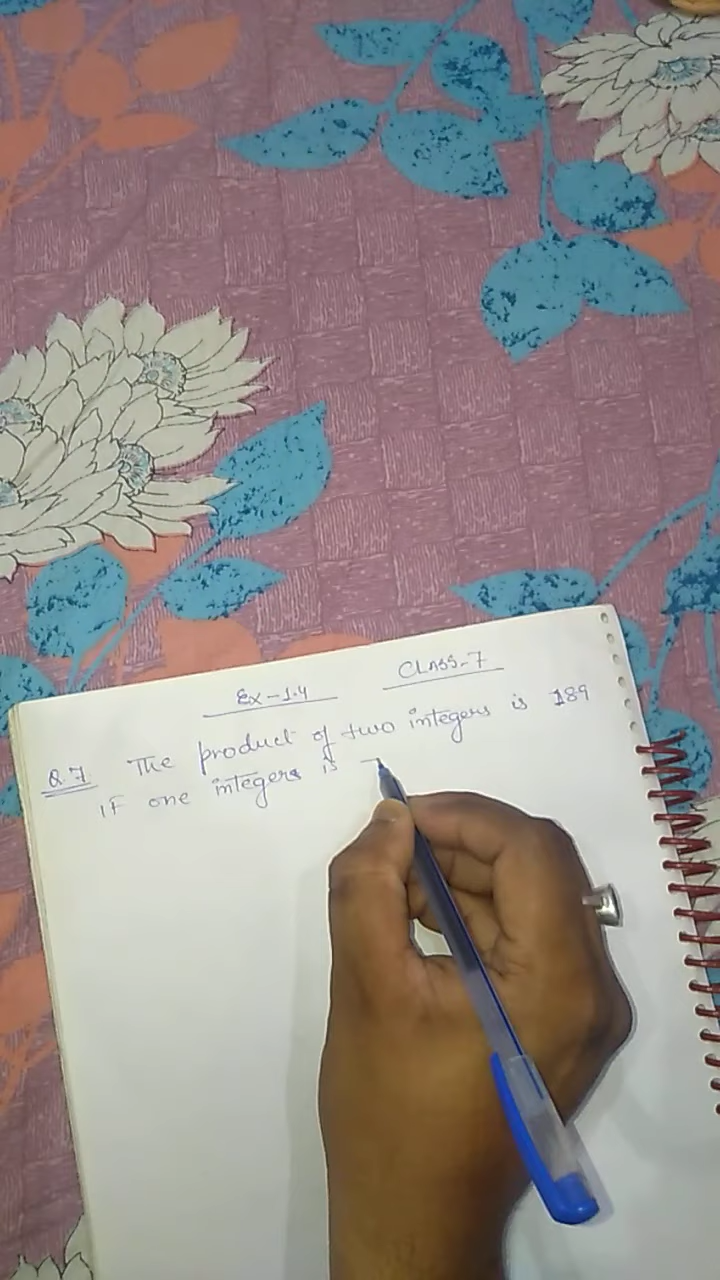 Ex-1.4 CLASS-7
Q.7 The product of two integers is 189
IF one integers is –